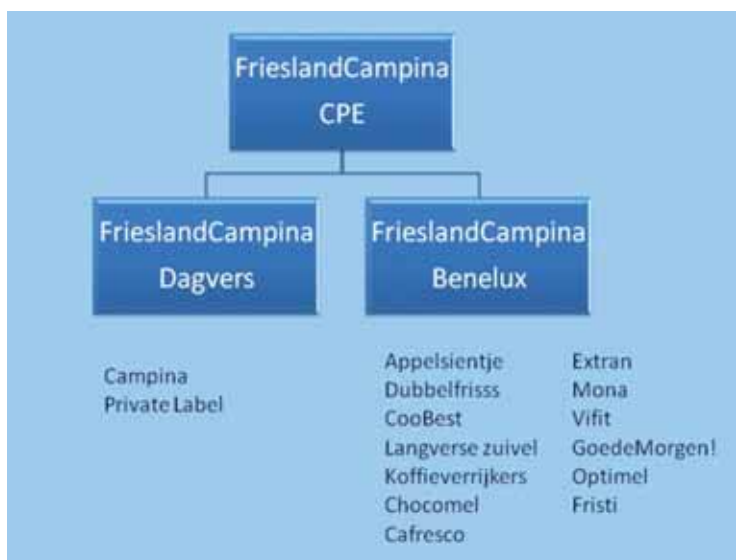 FrieslandCampina
CPE
FrieslandCampina
Dagvers
FrieslandCampina
Benelux
Campina
Private Label
Appelsientje
Dubbelfrisss
CooBest
Langverse zuivel
Koffieverrijkers
Chocomel
Cafresco
Extran
Mona
Vifit
GoedeMorgen!
Optimel
Fristi